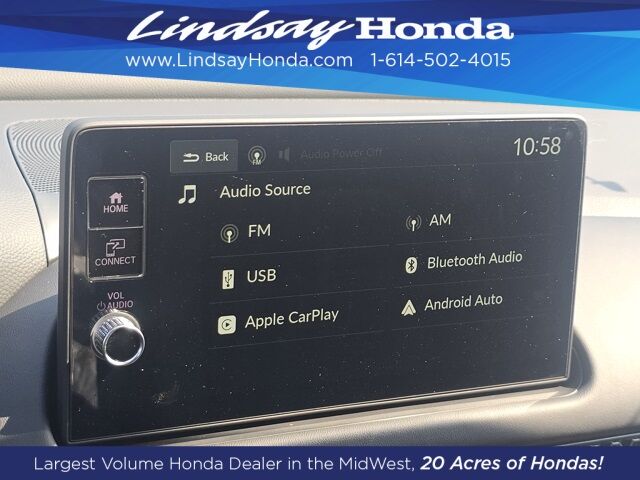 Lindsay Honda
www.LindsayHonda.com 1-614-502-4015
Back FM Audio Power Off 10:58
HOME
Audio Source
FM AM
CONNECT
USB Bluetooth Audio
VOL
AUDIO
Apple CarPlay Android Auto
Largest Volume Honda Dealer in the MidWest, 20 Acres of Hondas!